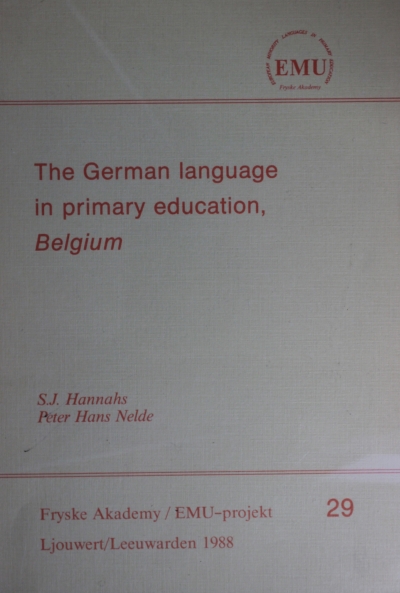 EMU
Fryske Akademy
The German language
in primary education,
Belgium
S.J. Hannahs
Peter Hans Nelde
Fryske Akademy / EMU-projekt 29
Ljouwert/Leeuwarden 1988